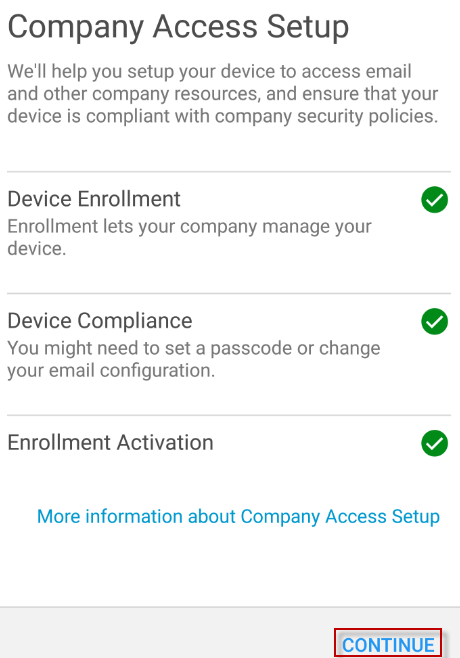 Company Access Setup
We'll help you setup your device to access email
and other company resources, and ensure that your
device is compliant with company security policies.
Device Enrollment
Enrollment lets your company manage your
device.
Device Compliance
You might need to set a passcode or change
your email configuration.
Enrollment Activation
More information about Company Access Setup
CONTINUE